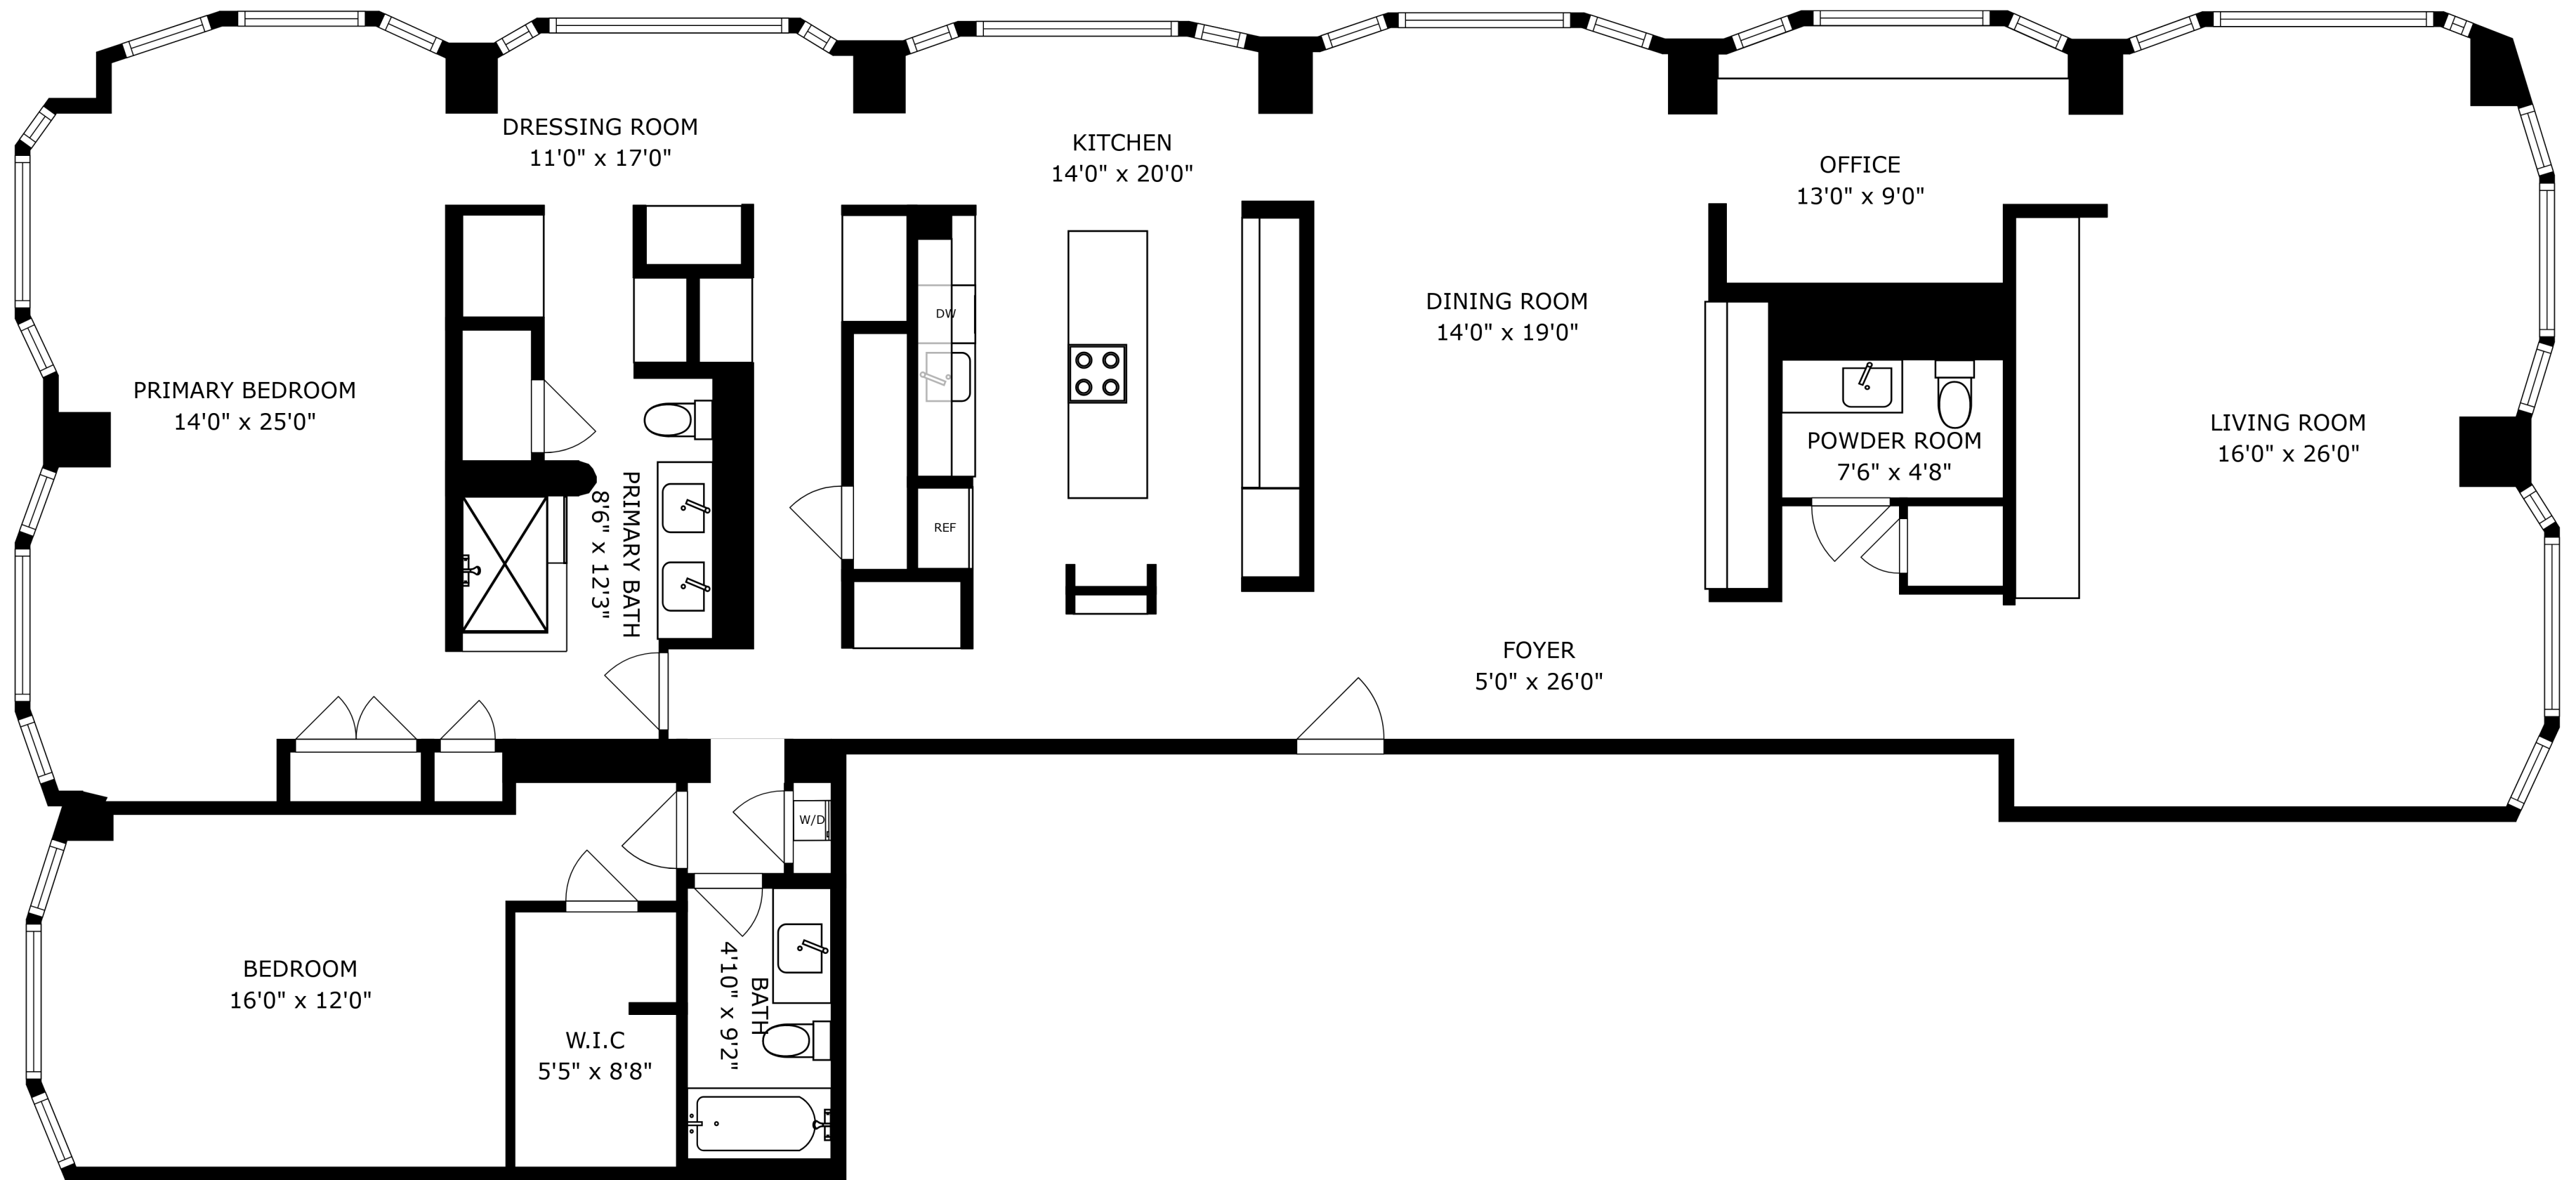 DRESSING ROOM
11'0" x 17'0"
KITCHEN
14'0" x 20'0"
OFFICE
13'0" x 9'0"
DINING ROOM
14'0" x 19'0"
DW
PRIMARY BEDROOM
14'0" x 25'0"
LIVING ROOM
16'0" x 26'0"
POWDER ROOM
7'6" x 4'8"
PRIMARY BATH
8'6" x 12'3"
REF
FOYER
5'0" x 26'0"
W/D
BEDROOM
16'0" x 12'0"
BATH
4'10" x 9'2"
W.I.C
5'5" x 8'8"